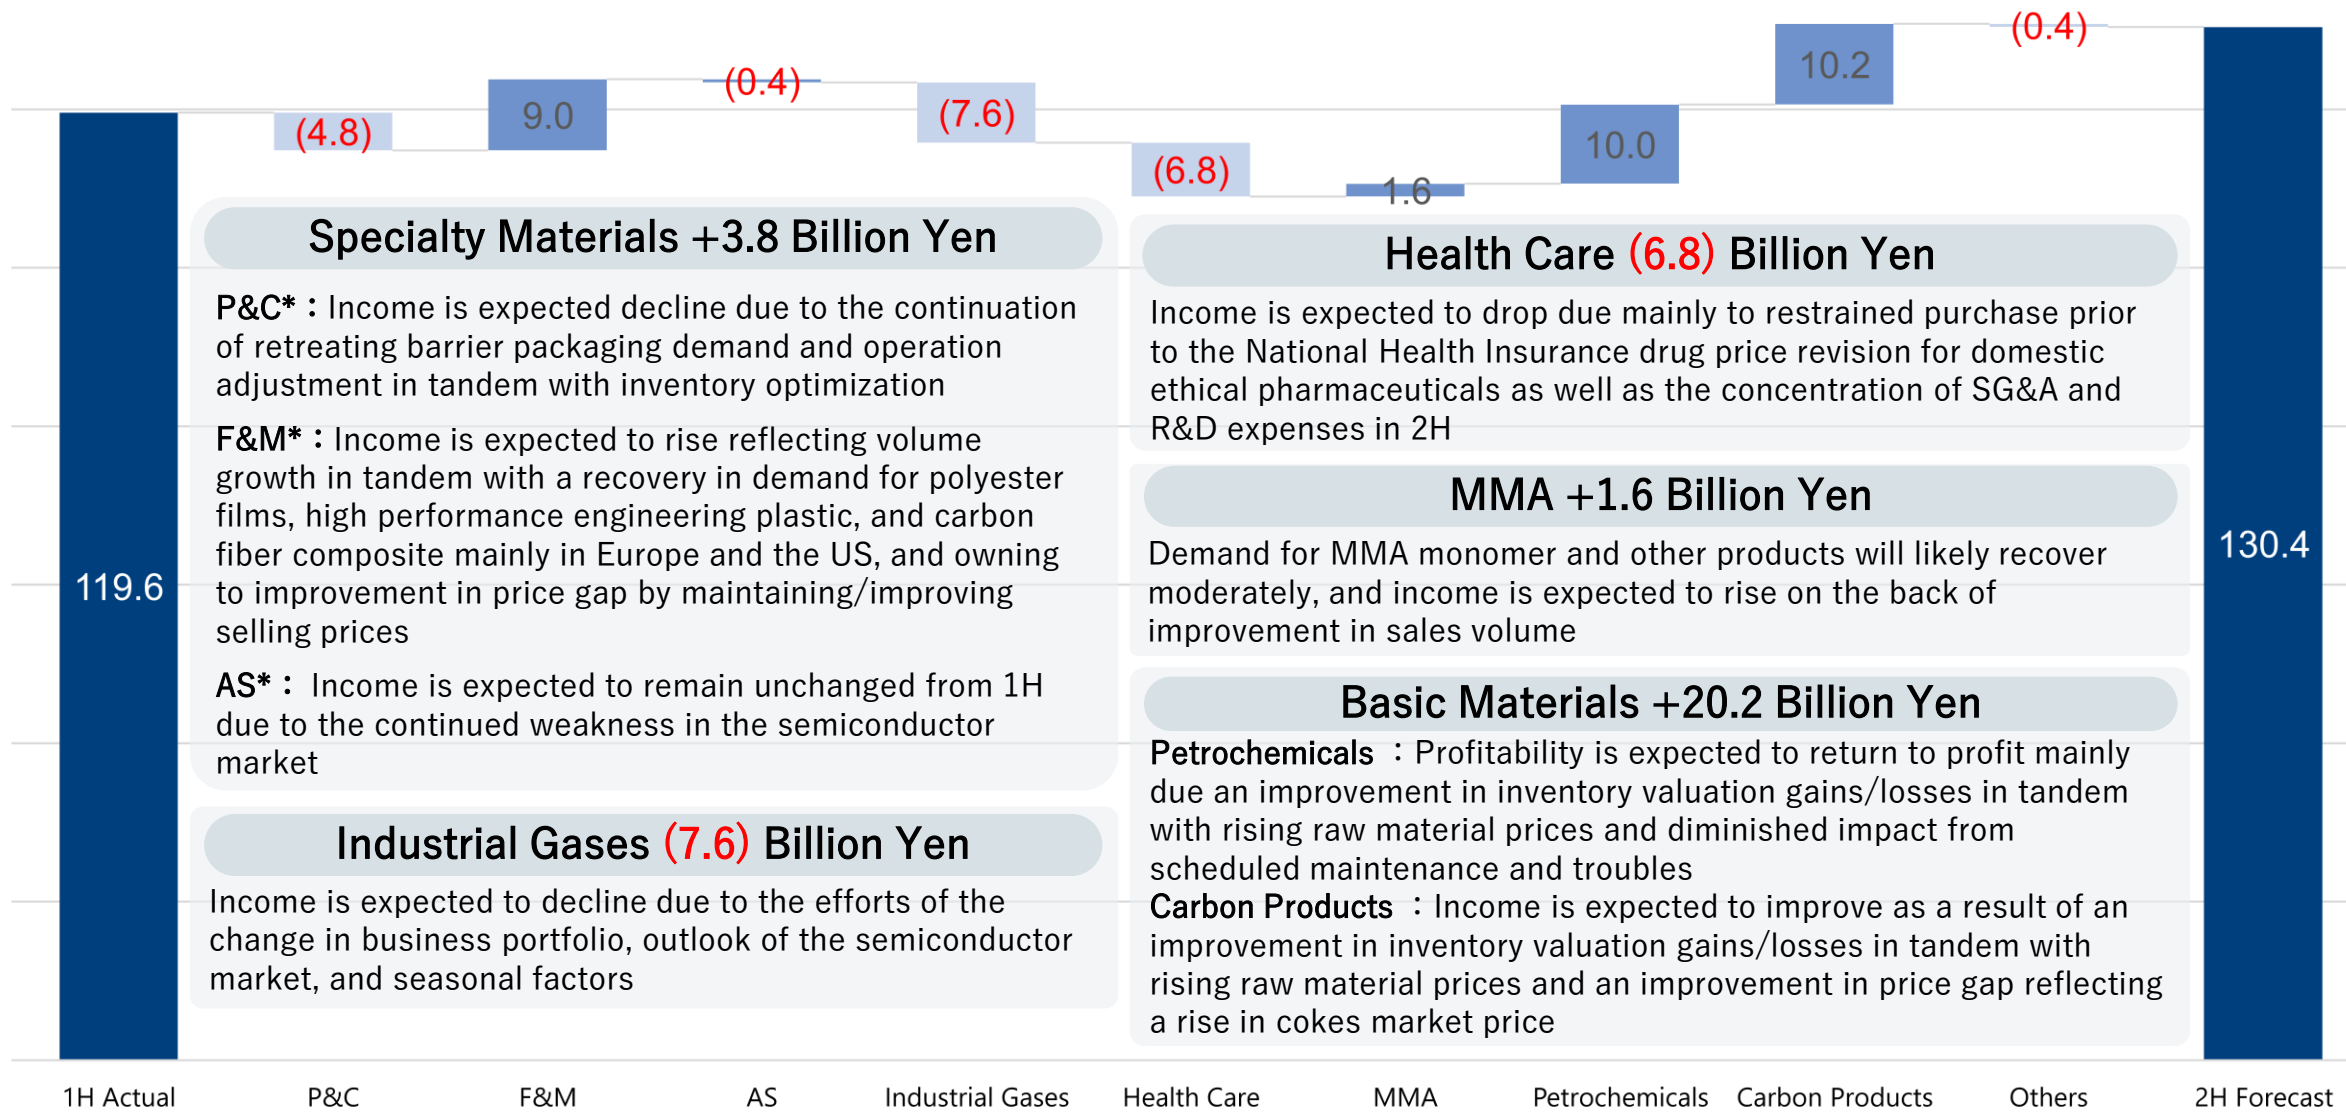 (4.8)
9.0
(0.4)
(7.6)
(6.8)
1.6
10.0
10.2
(0.4)
119.6
130.4
Specialty Materials +3.8 Billion Yen
P&C*：Income is expected decline due to the continuation
of retreating barrier packaging demand and operation
adjustment in tandem with inventory optimization
F&M*：Income is expected to rise reflecting volume
growth in tandem with a recovery in demand for polyester
films, high performance engineering plastic, and carbon
fiber composite mainly in Europe and the US, and owning
to improvement in price gap by maintaining/improving
selling prices
AS*： Income is expected to remain unchanged from 1H
due to the continued weakness in the semiconductor
market
Industrial Gases (7.6) Billion Yen
Income is expected to decline due to the efforts of the
change in business portfolio, outlook of the semiconductor
market, and seasonal factors
Health Care (6.8) Billion Yen
Income is expected to drop due mainly to restrained purchase prior
to the National Health Insurance drug price revision for domestic
ethical pharmaceuticals as well as the concentration of SG&A and
R&D expenses in 2H
MMA +1.6 Billion Yen
Demand for MMA monomer and other products will likely recover
moderately, and income is expected to rise on the back of
improvement in sales volume
Basic Materials +20.2 Billion Yen
Petrochemicals ：Profitability is expected to return to profit mainly
due an improvement in inventory valuation gains/losses in tandem
with rising raw material prices and diminished impact from
scheduled maintenance and troubles
Carbon Products ：Income is expected to improve as a result of an
improvement in inventory valuation gains/losses in tandem with
rising raw material prices and an improvement in price gap reflecting
a rise in cokes market price
1H Actual
P&C
F&M
AS
Industrial Gases
Health Care
MMA
Petrochemicals
Carbon Products
Others
2H Forecast